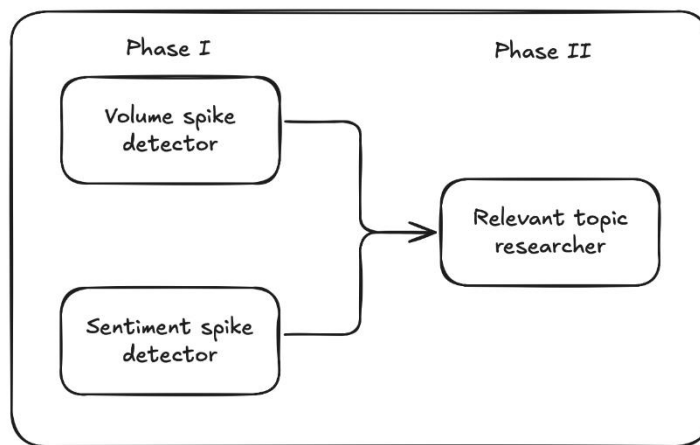 Phase I
Phase II
Volume spike
detector
Relevant topic
researcher
Sentiment spike
detector